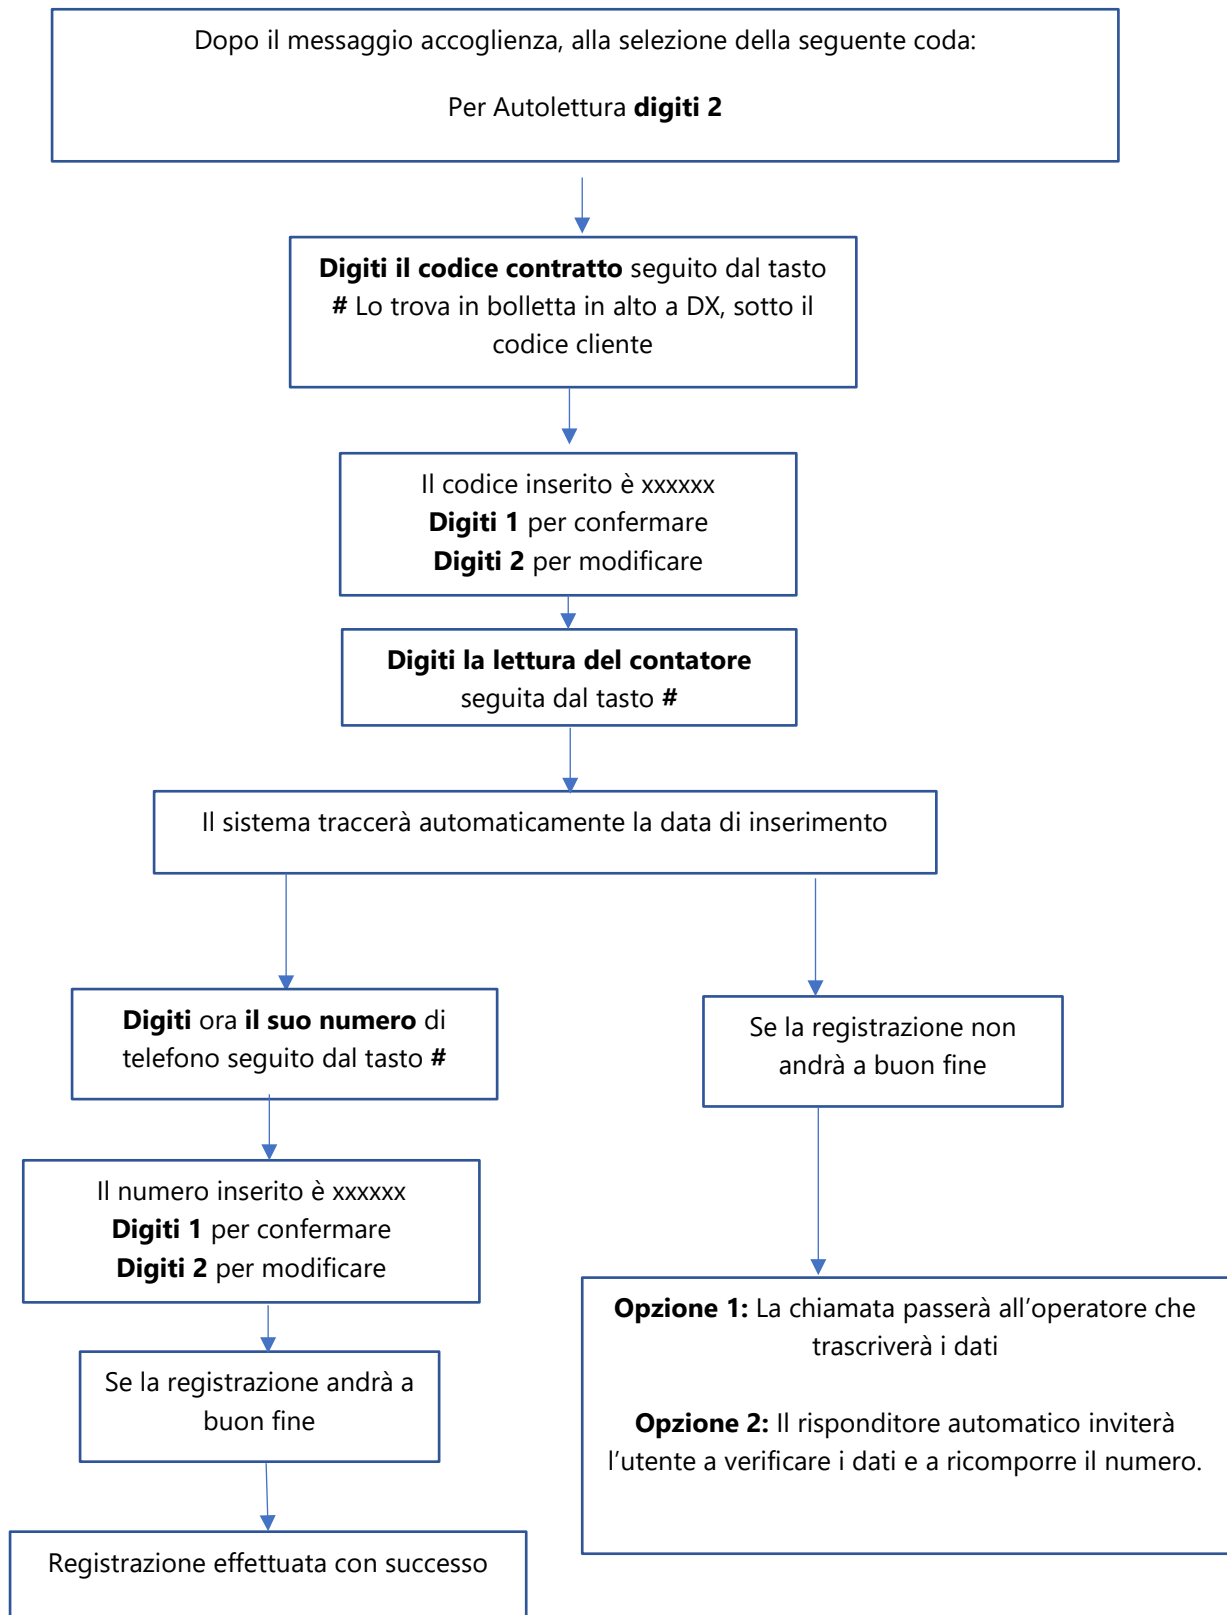 Dopo il messaggio accoglienza, alla selezione della seguente coda:
Per Autolettura digiti 2
Digiti il codice contratto seguito dal tasto
# Lo trova in bolletta in alto a DX, sotto il
codice cliente
Il codice inserito è xxxxxx
Digiti 1 per confermare
Digiti 2 per modificare
Digiti la lettura del contatore
seguita dal tasto #
Il sistema traccerà automaticamente la data di inserimento
Digiti ora il suo numero di
telefono seguito dal tasto #
Il numero inserito è xxxxxx
Digiti 1 per confermare
Digiti 2 per modificare
Se la registrazione andrà a
buon fine
Registrazione effettuata con successo
Se la registrazione non
andrà a buon fine
Opzione 1: La chiamata passerà all’operatore che
trascriverà i dati
Opzione 2: Il risponditore automatico inviterà
l’utente a verificare i dati e a ricomporre il numero.